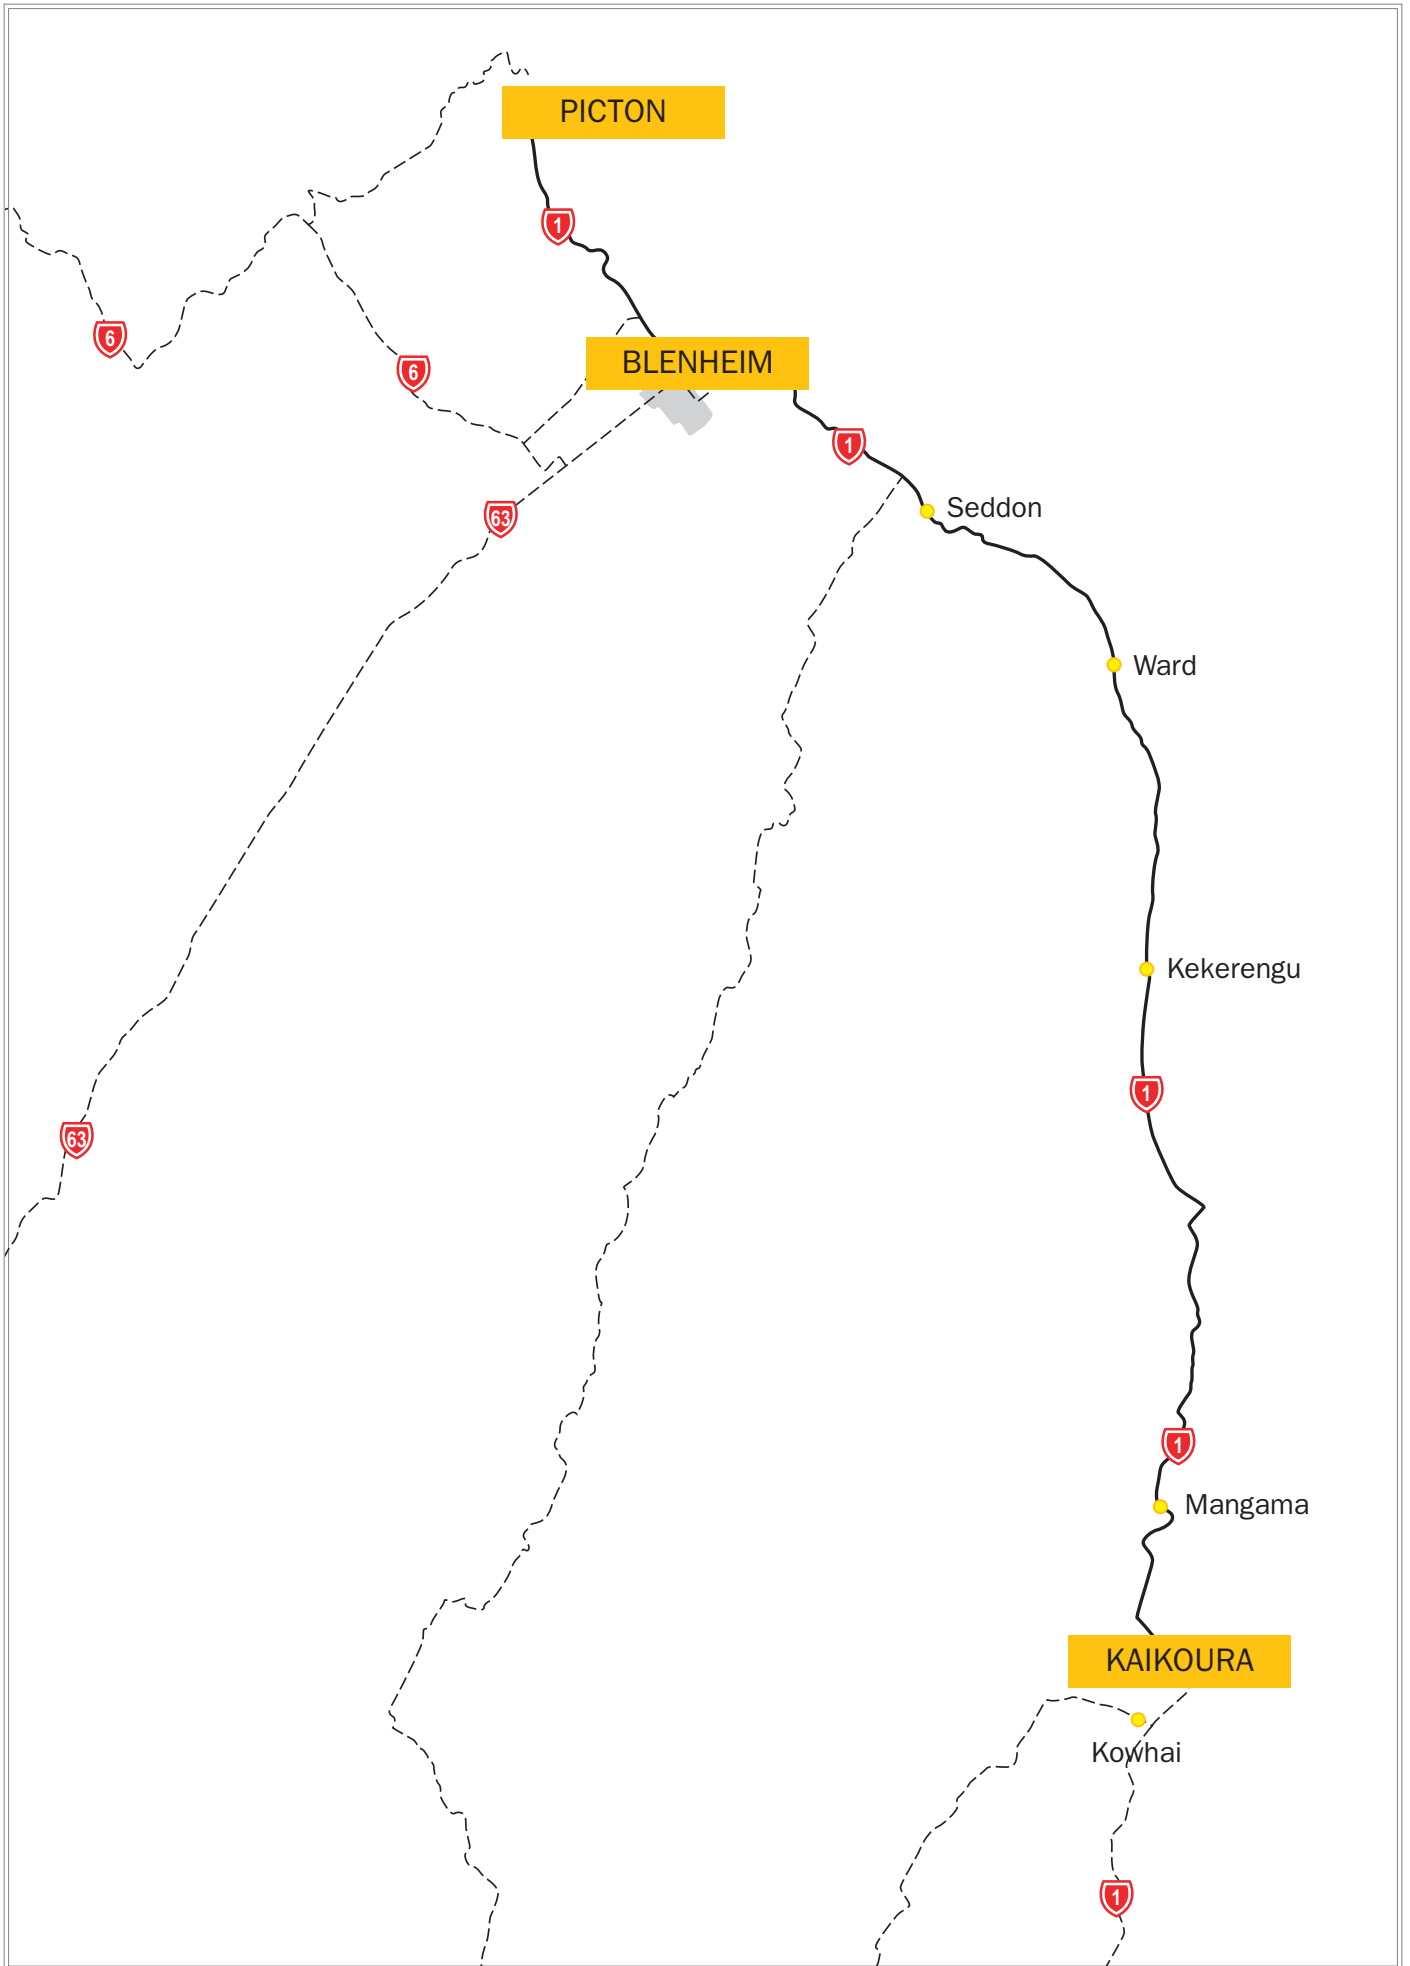 PICTON
1
6
BLENHEIM
6
1
Seddon
63
Ward
Kekerengu
1
63
1
Mangama
KAIKOURA
Kowhai
1